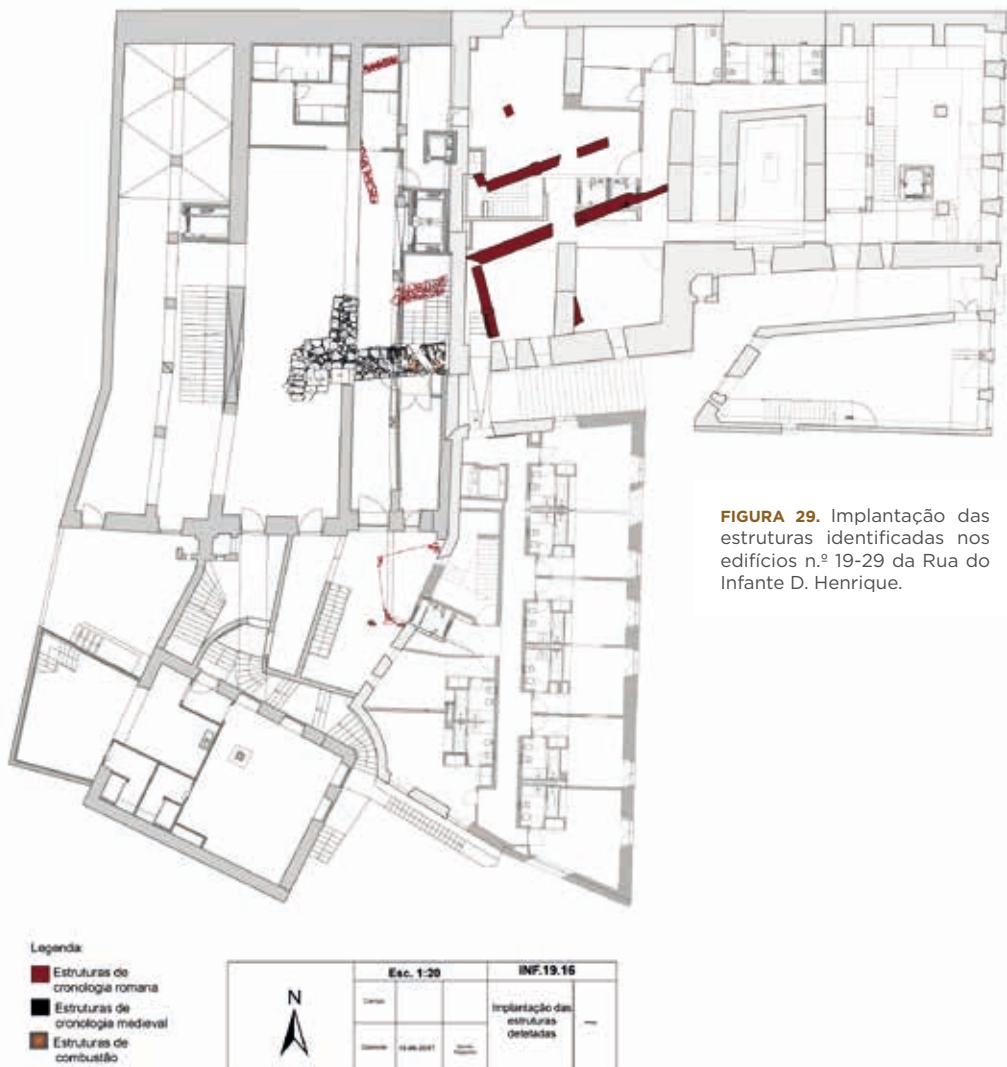 FIGURA 29. Implantação das
estruturas identificadas nos
edifícios n.º 19-29 da Rua do
Infante D. Henrique.
Legenda:
Estruturas de
cronologia romana
Estruturas de
cronologia medieval
Estruturas de
combustão
N
Esc. 1:20
INF.19.16
Implantação das
estruturas
detetadas